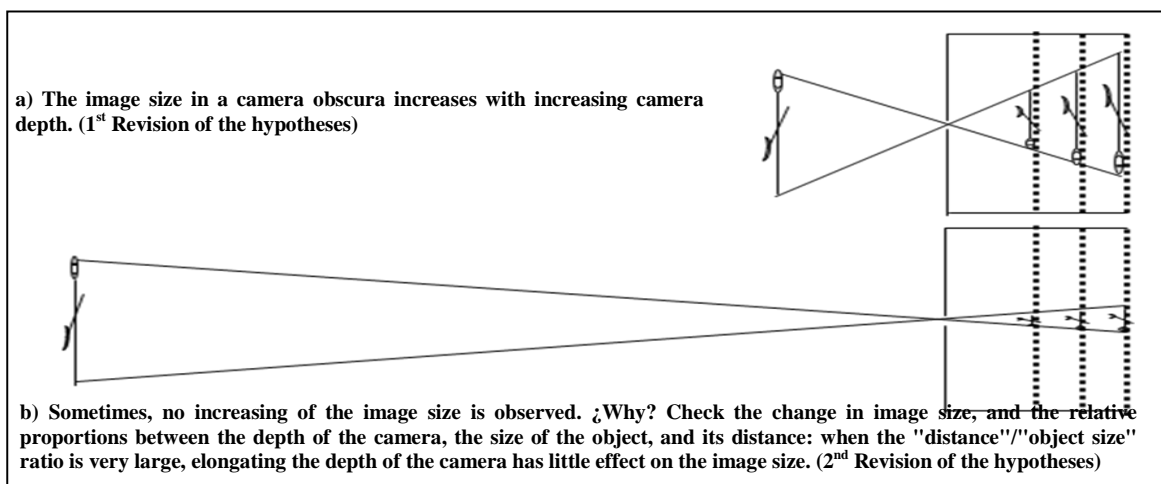 a) The image size in a camera obscura increases with increasing camera
depth. (1st Revision of the hypotheses)
b) Sometimes, no increasing of the image size is observed. ¿Why? Check the change in image size, and the relative
proportions between the depth of the camera, the size of the object, and its distance: when the "distance"/"object size"
ratio is very large, elongating the depth of the camera has little effect on the image size. (2nd Revision of the hypotheses)